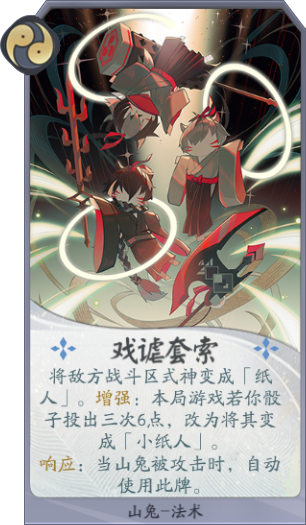 戏谑套索
将敌方战斗区式神变成「纸
人」。增强：本局游戏若你骰
子投出三次6点，改为将其变
成「小纸人」。
响应：当山兔被攻击时，自动
使用此牌。
山兔-法术